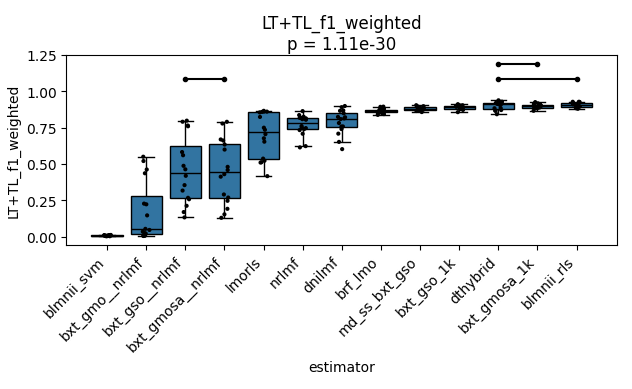 LT+TL_f1_weighted
p = 1.11e-30
LT+TL_f1_weighted
1.25
1.00
0.75
0.50
0.25
0.00
blmnii_svm
bxt_gmo__nrlmf
bxt_gso__nrlmf
bxt_gmosa__nrlmf
lmorls
nrlmf
dnilmf
brf_lmo
md_ss_bxt_gso
bxt_gso_1k
dthybrid
bxt_gmosa_1k
blmnii_rls
estimator